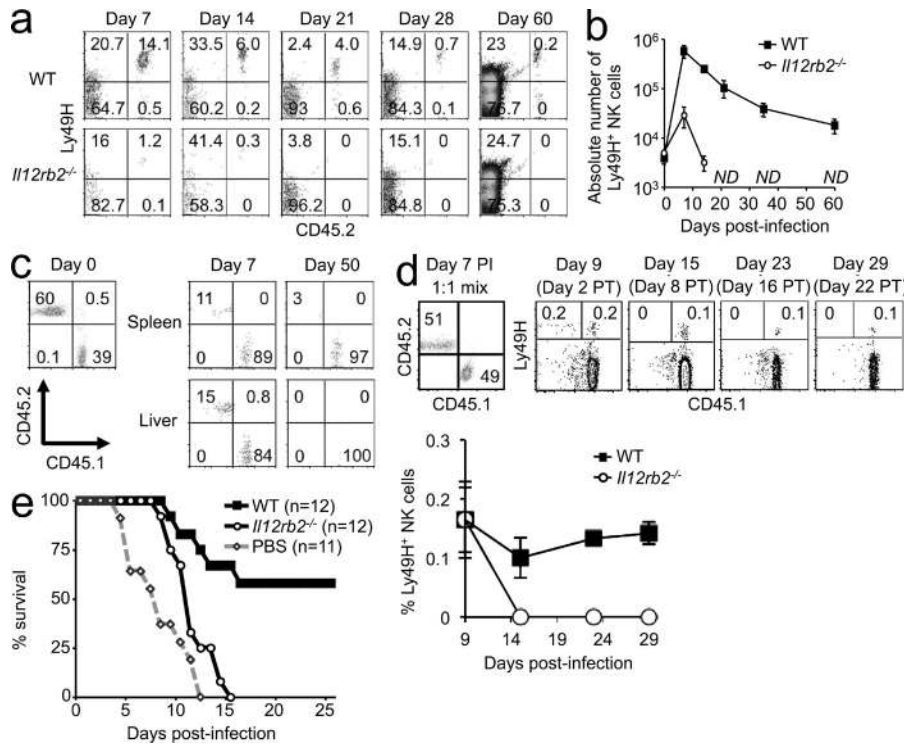 a
Day 7 Day 14 Day 21 Day 28 Day 60
WT
20.7 14.1 33.5 6.0 2.4 4.0 14.9 0.7 23 0.2
64.7 0.5 60.2 0.2 93 0.6 84.3 0.1 76.7 0
Ly49H
Il12rb2-/-
16 1.2 41.4 0.3 3.8 0 15.1 0 24.7 0
82.7 0.1 58.3 0 96.2 0 84.8 0 75.3 0
CD45.2
b
Absolute number of
Ly49H+ NK cells
10^6
10^5
10^4
10^3
WT
Il12rb2-/-
ND ND ND
0 10 20 30 40 50 60
Days post-infection
c
Day 0 Day 7 Day 50
60 0.5
0.1 39
CD45.2
CD45.1
Spleen
11 0 3 0
0 89 0 97
Liver
15 0.8 0 0
0 84 0 100
d
Day 7 PI
1:1 mix
Day 9
(Day 2 PT)
Day 15
(Day 8 PT)
Day 23
(Day 16 PT)
Day 29
(Day 22 PT)
CD45.2
51
49
CD45.1
Ly49H
0.2 0.2 0 0.1 0 0.1 0 0.1
CD45.1
% Ly49H+ NK cells
0.3
0.2
0.1
0
WT
Il12rb2-/-
9 14 19 24 29
Days post-infection
e
% survival
100
75
50
25
0
WT (n=12)
Il12rb2-/- (n=12)
PBS (n=11)
0 5 10 15 20 25
Days post-infection